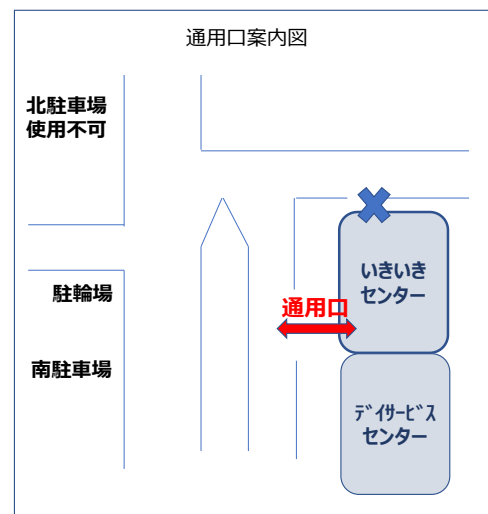 通用口案内図
北駐車場
使用不可
いきいき
センター
通用口
駐輪場
南駐車場
ﾃﾞｲｻｰﾋﾞｽ
センター